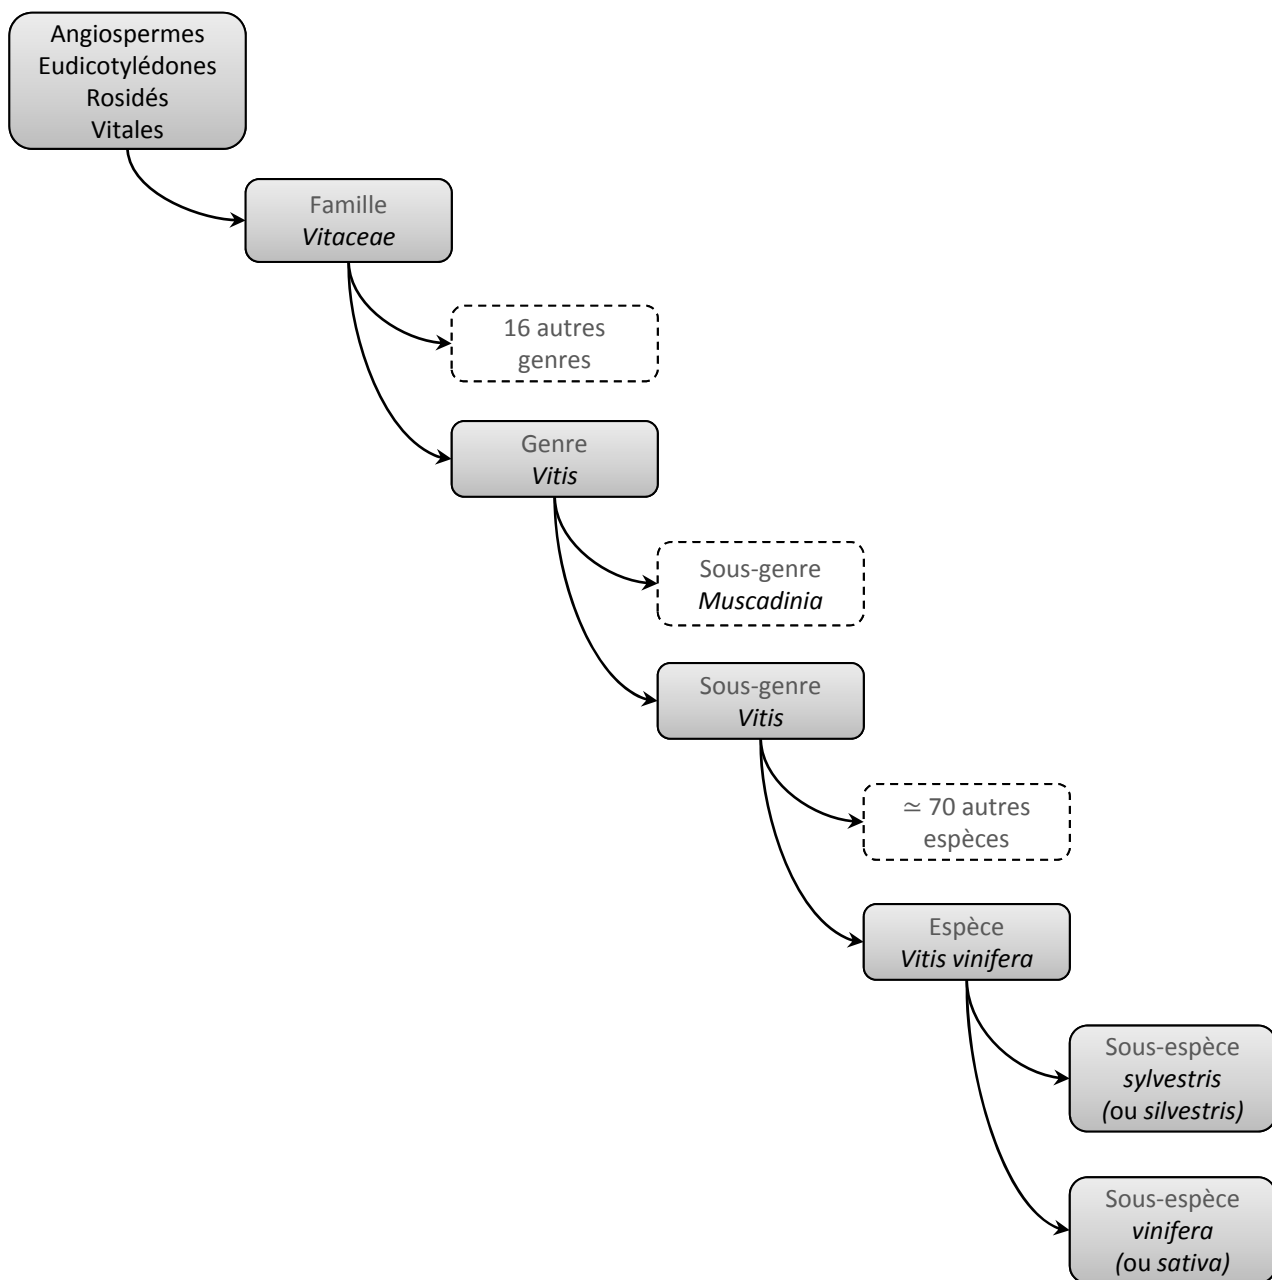 Angiospermes
Eudicotylédones
Rosidés
Vitales
Famille
Vitaceae
16 autres
genres
Genre
Vitis
Sous-genre
Muscadinia
Sous-genre
Vitis
≃ 70 autres
espèces
Espèce
Vitis vinifera
Sous-espèce
sylvestris
(ou silvestris)
Sous-espèce
vinifera
(ou sativa)